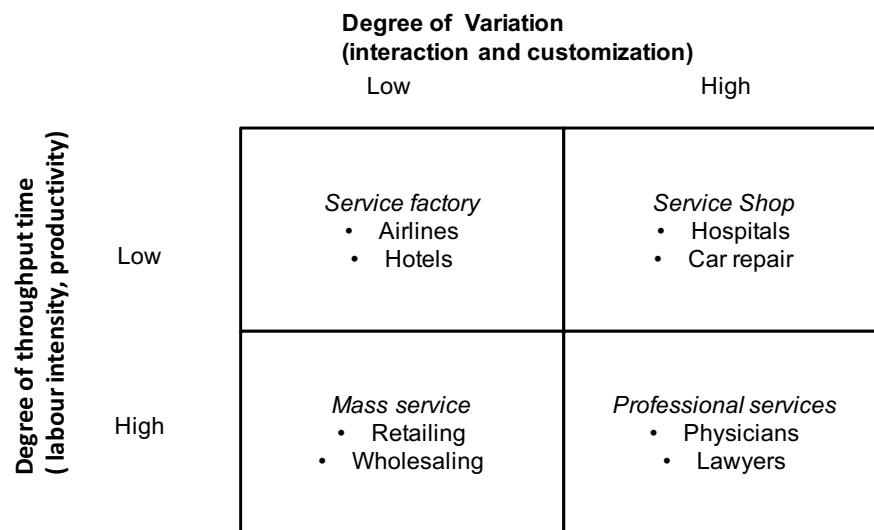 Degree of Variation
(interaction and customization)
Low
High
Degree of throughput time
( labour intensity, productivity)
Low
Service factory
• Airlines
• Hotels
Service Shop
• Hospitals
• Car repair
High
Mass service
• Retailing
• Wholesaling
Professional services
• Physicians
• Lawyers